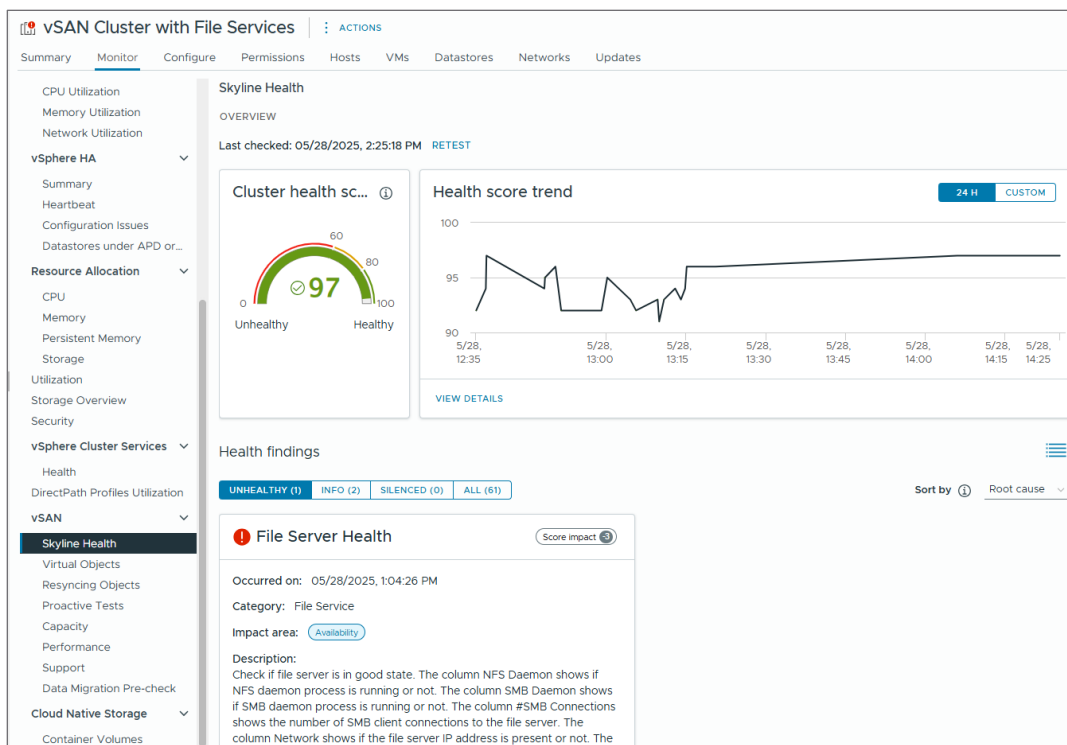 vSAN Cluster with File Services
ACTIONS
Summary Monitor Configure Permissions Hosts VMs Datastores Networks Updates
CPU Utilization
Memory Utilization
Network Utilization
vSphere HA
Summary
Heartbeat
Configuration Issues
Datastores under APD or...
Resource Allocation
CPU
Memory
Persistent Memory
Storage
Utilization
Storage Overview
Security
vSphere Cluster Services
Health
DirectPath Profiles Utilization
vSAN
Skyline Health
Virtual Objects
Resyncing Objects
Proactive Tests
Capacity
Performance
Support
Data Migration Pre-check
Cloud Native Storage
Container Volumes
Skyline Health
OVERVIEW
Last checked: 05/28/2025, 2:25:18 PM RETEST
Cluster health sc...
60
80
97
0
100
Unhealthy Healthy
Health score trend
24 H CUSTOM
100
95
90
5/28, 5/28, 5/28, 5/28, 5/28, 5/28, 5/28, 5/28,
12:35 13:00 13:15 13:30 13:45 14:00 14:15 14:25
VIEW DETAILS
Health findings
UNHEALTHY (1) INFO (2) SILENCED (0) ALL (61)
Sort by Root cause
File Server Health
Score impact -3
Occurred on: 05/28/2025, 1:04:26 PM
Category: File Service
Impact area: Availability
Description:
Check if file server is in good state. The column NFS Daemon shows if
NFS daemon process is running or not. The column SMB Daemon shows
if SMB daemon process is running or not. The column #SMB Connections
shows the number of SMB client connections to the file server. The
column Network shows if the file server IP address is present or not. The